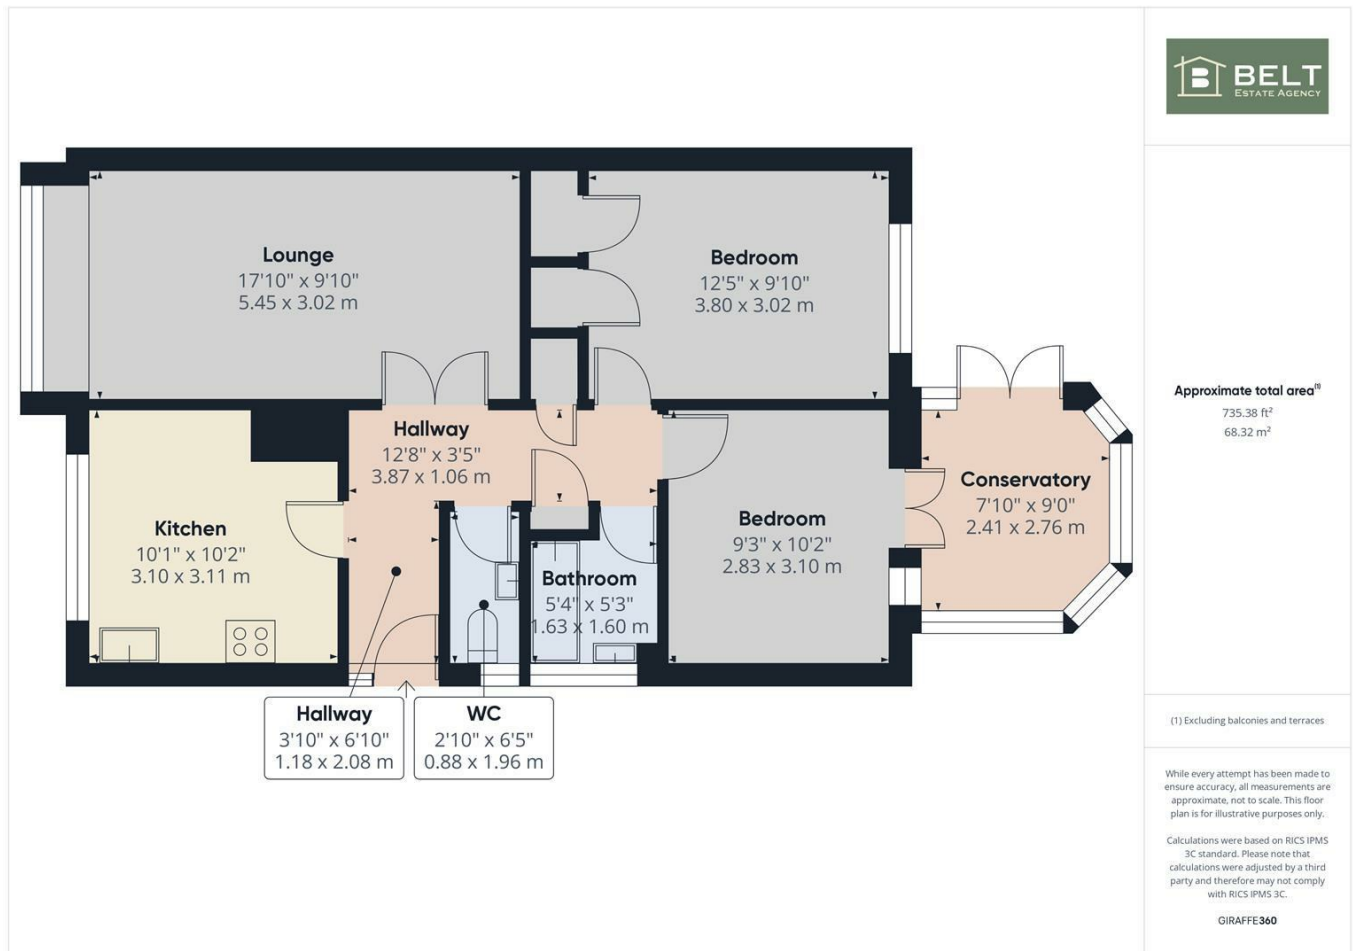 BELT
ESTATE AGENCY
Lounge
17'10" x 9'10"
5.45 x 3.02 m
Bedroom
12'5" x 9'10"
3.80 x 3.02 m
Hallway
12'8" x 3'5"
3.87 x 1.06 m
Kitchen
10'1" x 10'2"
3.10 x 3.11 m
Bathroom
5'4" x 5'3"
1.63 x 1.60 m
Bedroom
9'3" x 10'2"
2.83 x 3.10 m
Conservatory
7'10" x 9'0"
2.41 x 2.76 m
Hallway
3'10" x 6'10"
1.18 x 2.08 m
WC
2'10" x 6'5"
0.88 x 1.96 m
Approximate total area⁽¹⁾
735.38 ft²
68.32 m²
(1) Excluding balconies and terraces
While every attempt has been made to
ensure accuracy, all measurements are
approximate, not to scale. This floor
plan is for illustrative purposes only.
Calculations were based on RICS IPMS
3C standard. Please note that
calculations were adjusted by a third
party and therefore may not comply
with RICS IPMS 3C.
GIRAFFE360